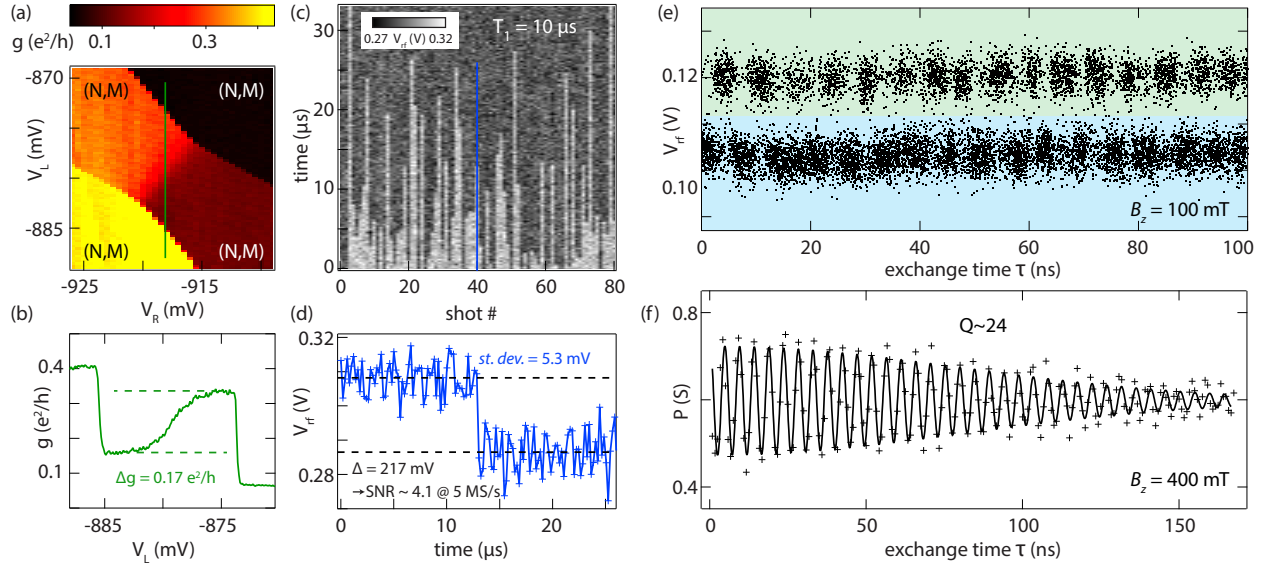 (a)
g (e²/h) 0.1 0.3
-870
(N,M) (N,M)
V_L (mV)
-885
(N,M) (N,M)
-925 -915
V_R (mV)
(b)
0.4
g (e²/h)
0.1
Δg = 0.17 e²/h
-885 -875
V_L (mV)
(c)
30
20
10
0
time (µs)
0.27 V_rf (V) 0.32
T₁ = 10 µs
0 20 40 60 80
shot #
(d)
0.32
st. dev. = 5.3 mV
V_rf (V)
0.28
Δ = 217 mV
→SNR ~ 4.1 @ 5 MS/s
0 10 20
time (µs)
(e)
0.12
V_rf (V)
0.10
B_z = 100 mT
0 20 40 60 80 100
exchange time τ (ns)
(f)
0.8
Q~24
P (S)
0.4
B_z = 400 mT
0 50 100 150
exchange time τ (ns)